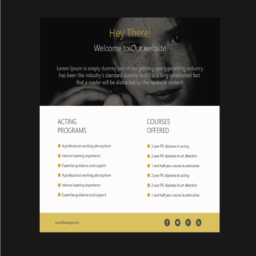 Hey There!
Welcome to Our website
Lorem Ipsum is simply dummy text of the printing and typesetting industry
has been the industry's standard dummy text it is a long established fact
that a reader will be distracted by the readable content
ACTING
PROGRAMS
COURSES
OFFERED
A professional working atmosphere
Intense learning experience
Expertise guidance and support
A professional working atmosphere
Intense learning experience
Expertise guidance and support
2 year PG diploma in acting
2 year PG diploma in art direction
1 and half year course in animation
2 year PG diploma in acting
2 year PG diploma in art direction
1 and half year course in animation